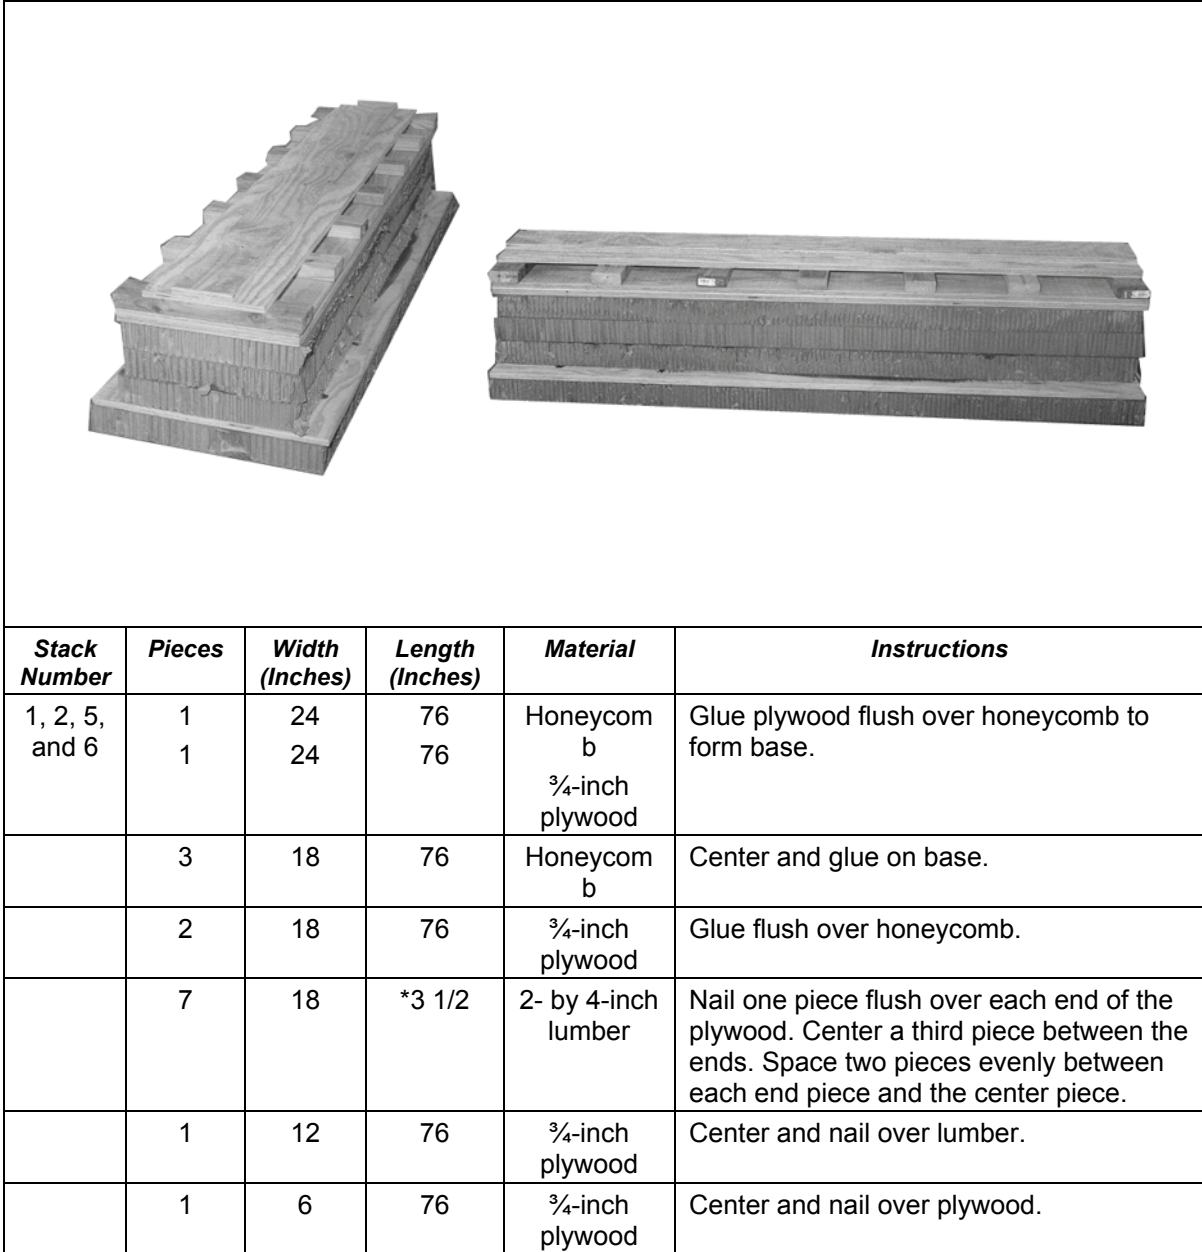 Stack Number
Pieces
Width (Inches)
Length (Inches)
Material
Instructions
1, 2, 5,
and 6
1
1
24
24
76
76
Honeycom
b
¾-inch
plywood
Glue plywood flush over honeycomb to
form base.
3
18
76
Honeycom
b
Center and glue on base.
2
18
76
¾-inch
plywood
Glue flush over honeycomb.
7
18
*3 1/2
2- by 4-inch
lumber
Nail one piece flush over each end of the
plywood. Center a third piece between the
ends. Space two pieces evenly between
each end piece and the center piece.
1
12
76
¾-inch
plywood
Center and nail over lumber.
1
6
76
¾-inch
plywood
Center and nail over plywood.